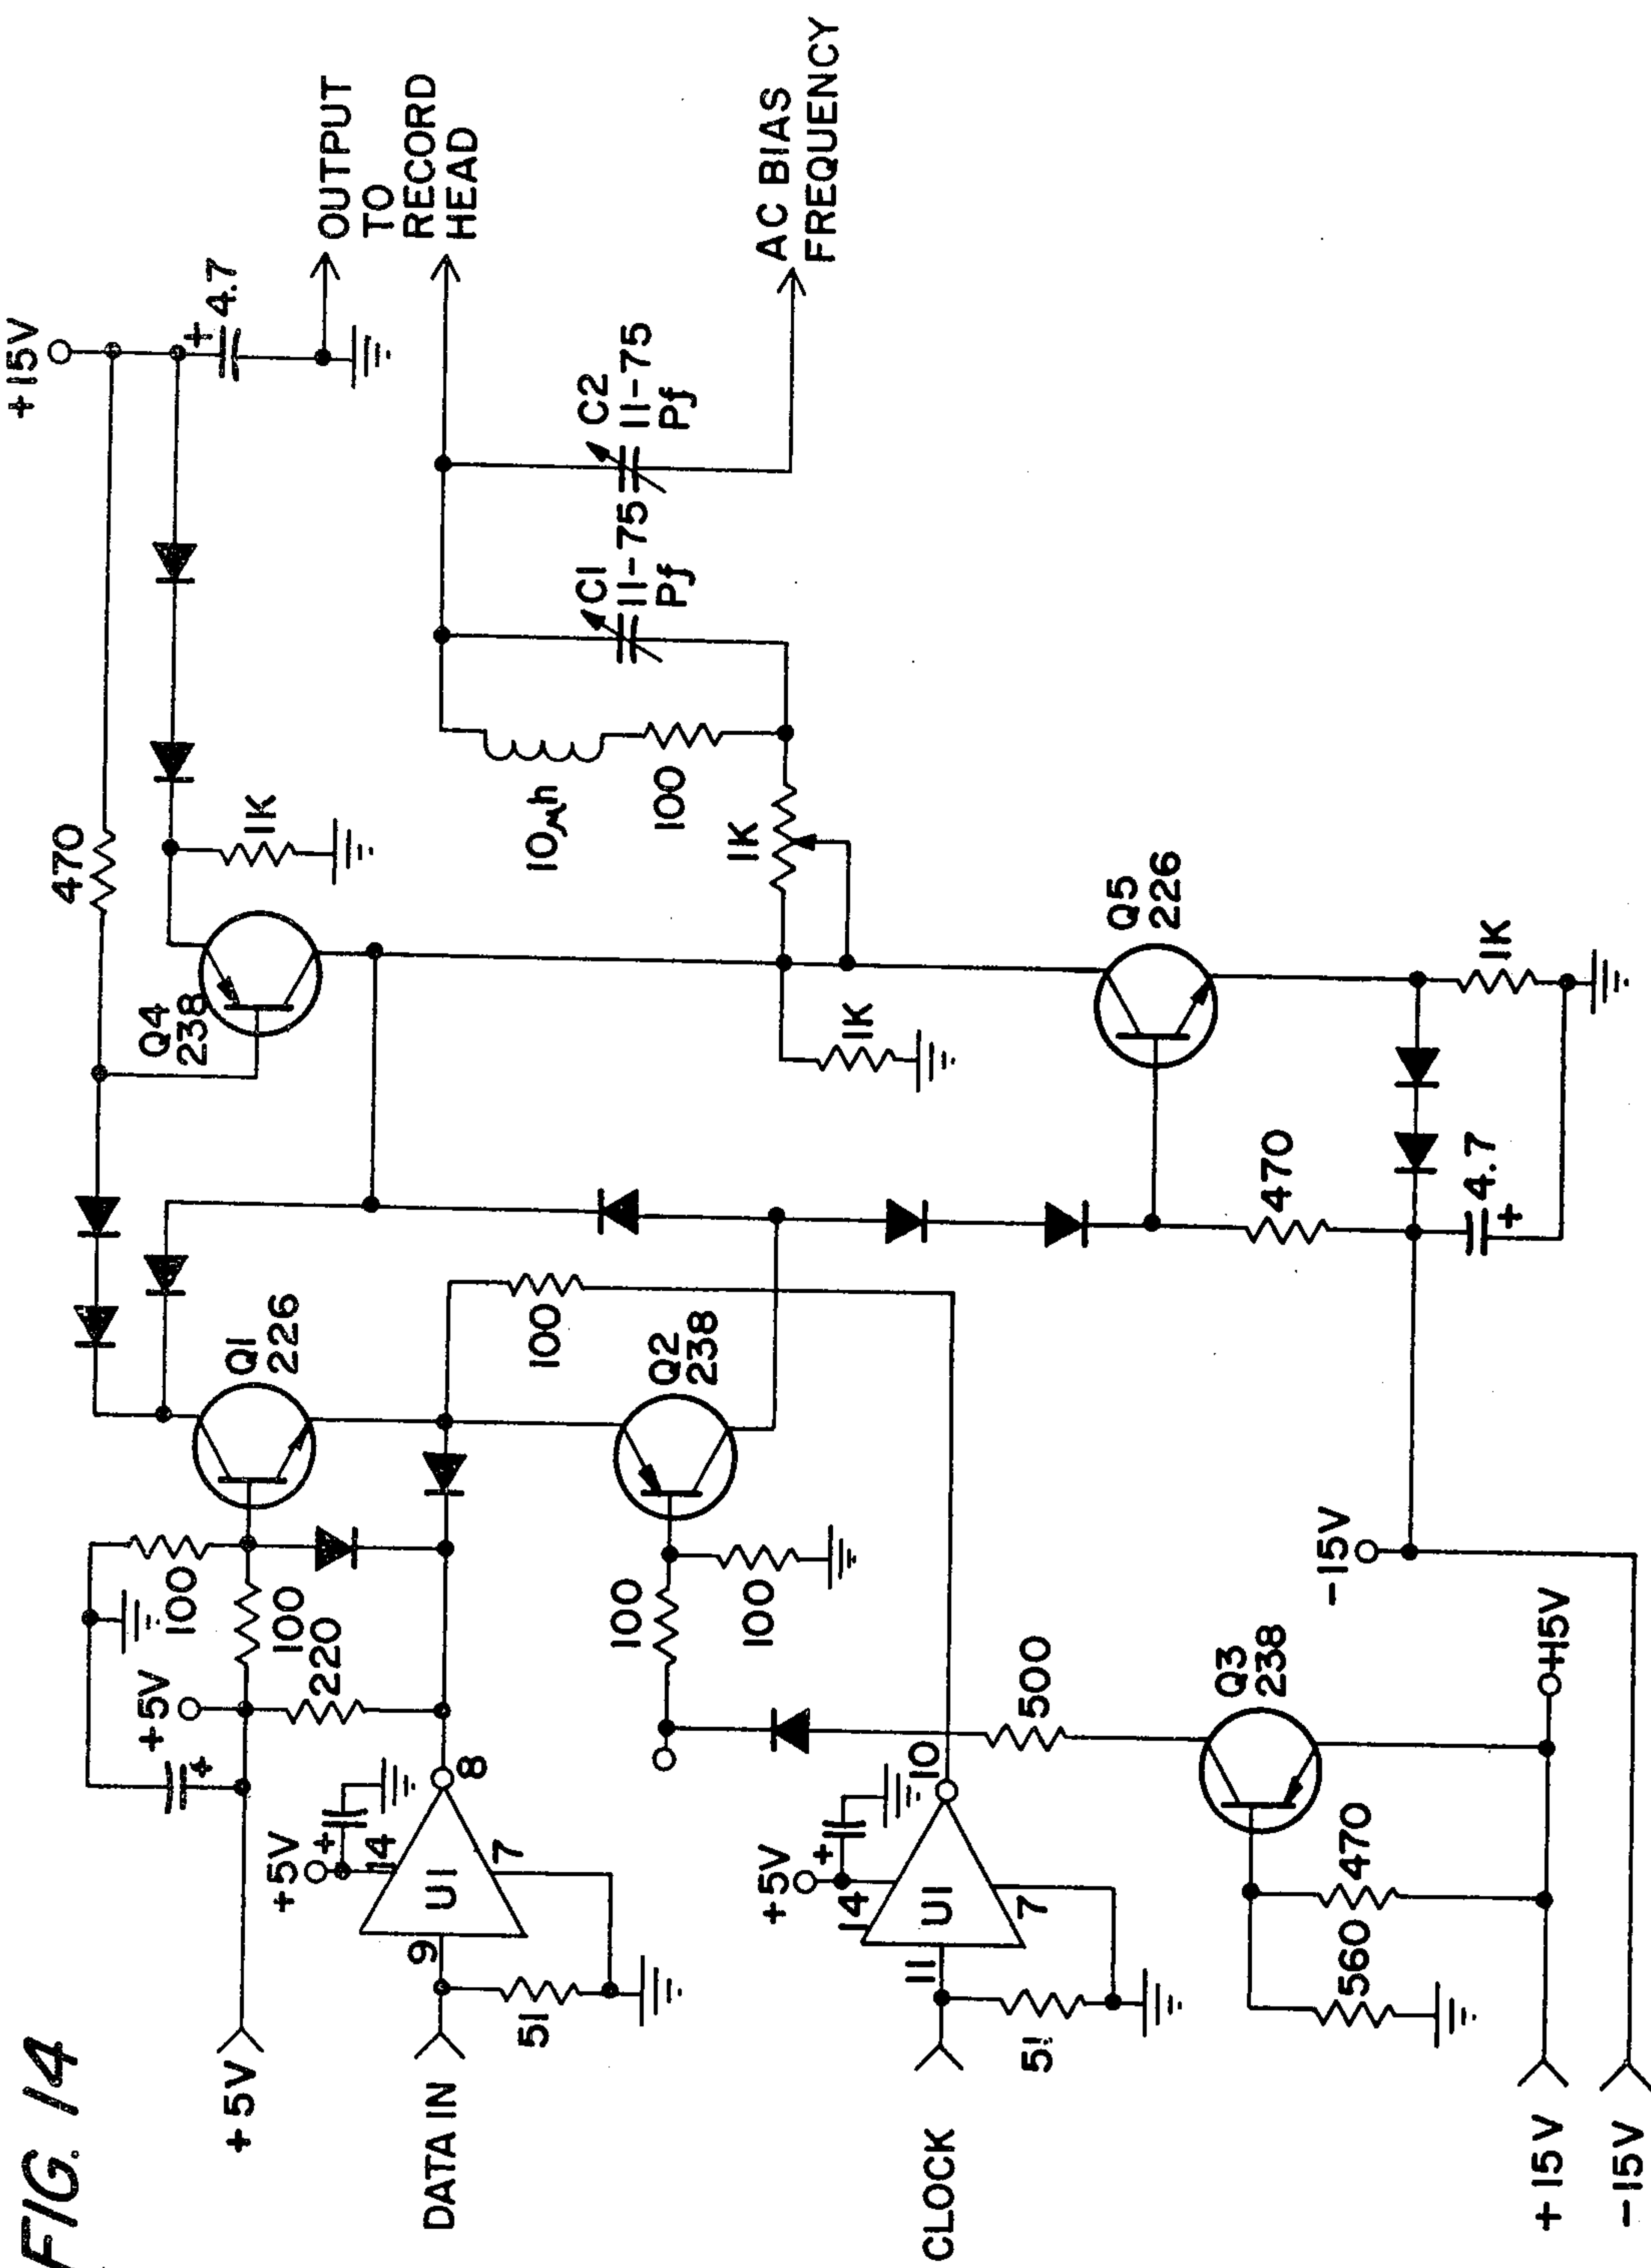 FIG. 14
+5V
DATA IN
CLOCK
+15V
-15V
+5V
+
100
100
220
Q1
226
+5V
+
14
9
U1
8
7
51
100
Q2
238
100
100
+5V
+
14
11
U1
10
7
51
500
Q3
238
470
560
+15V
-15V
470
+15V
+
4.7
Q4
238
1K
OUTPUT
TO
RECORD
HEAD
10μh
100
C1
11-75
Pf
C2
11-75
Pf
AC BIAS
FREQUENCY
1K
1K
Q5
226
470
4.7
+
1K